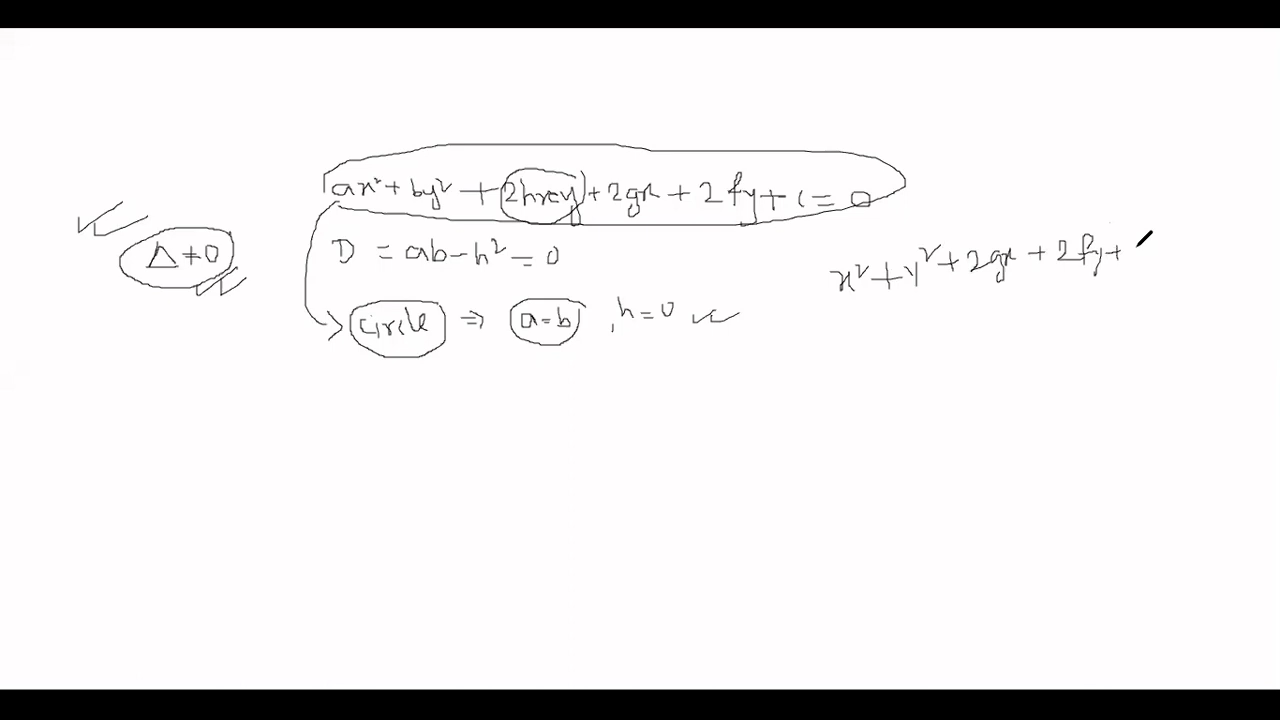 ax² + by² + 2hxy + 2gx + 2fy + c = 0
Δ ≠ 0
D = ab - h² = 0
x² + y² + 2gx + 2fy +
circle ⇒ a = b , h = 0